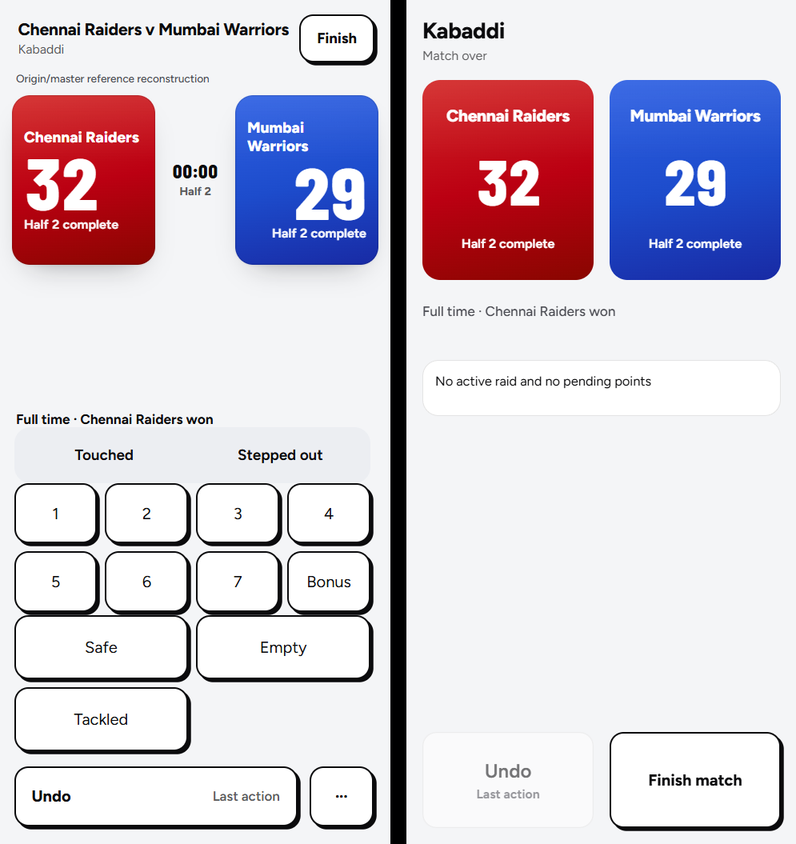 Chennai Raiders v Mumbai Warriors
Kabaddi
Finish
Origin/master reference reconstruction
Chennai Raiders
32
Half 2 complete
00:00
Half 2
Mumbai
Warriors
29
Half 2 complete
Full time · Chennai Raiders won
Touched
Stepped out
1
2
3
4
5
6
7
Bonus
Safe
Empty
Tackled
Undo
Last action
···
Kabaddi
Match over
Chennai Raiders
32
Half 2 complete
Mumbai Warriors
29
Half 2 complete
Full time · Chennai Raiders won
No active raid and no pending points
Undo
Last action
Finish match